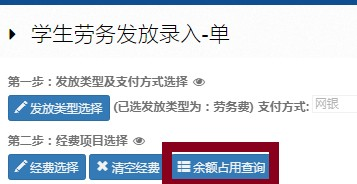 学生劳务发放录入-单
第一步：发放类型及支付方式选择
发放类型选择 (已选发放类型为：劳务费) 支付方式: 网银
第二步：经费项目选择
经费选择 清空经费 余额占用查询